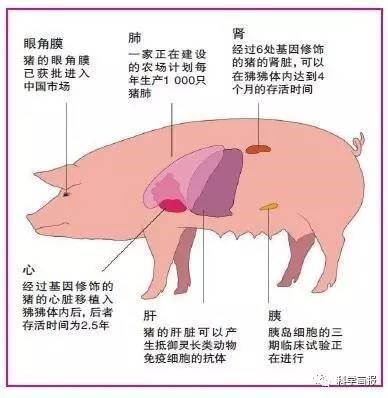 眼角膜
猪的眼角膜
已获批进入
中国市场
肺
一家正在建设
的农场计划每
年生产1 000只
猪肺
肾
经过6处基因修饰
的猪的肾脏，可以
在狒狒体内达到4
个月的存活时间
心
经过基因修饰的
猪的心脏移植入
狒狒体内后，后者
存活时间为2.5年
肝
猪的肝脏可以产
生抵御灵长类动物
免疫细胞的抗体
胰
胰岛细胞的三
期临床试验正
在进行
科学画报